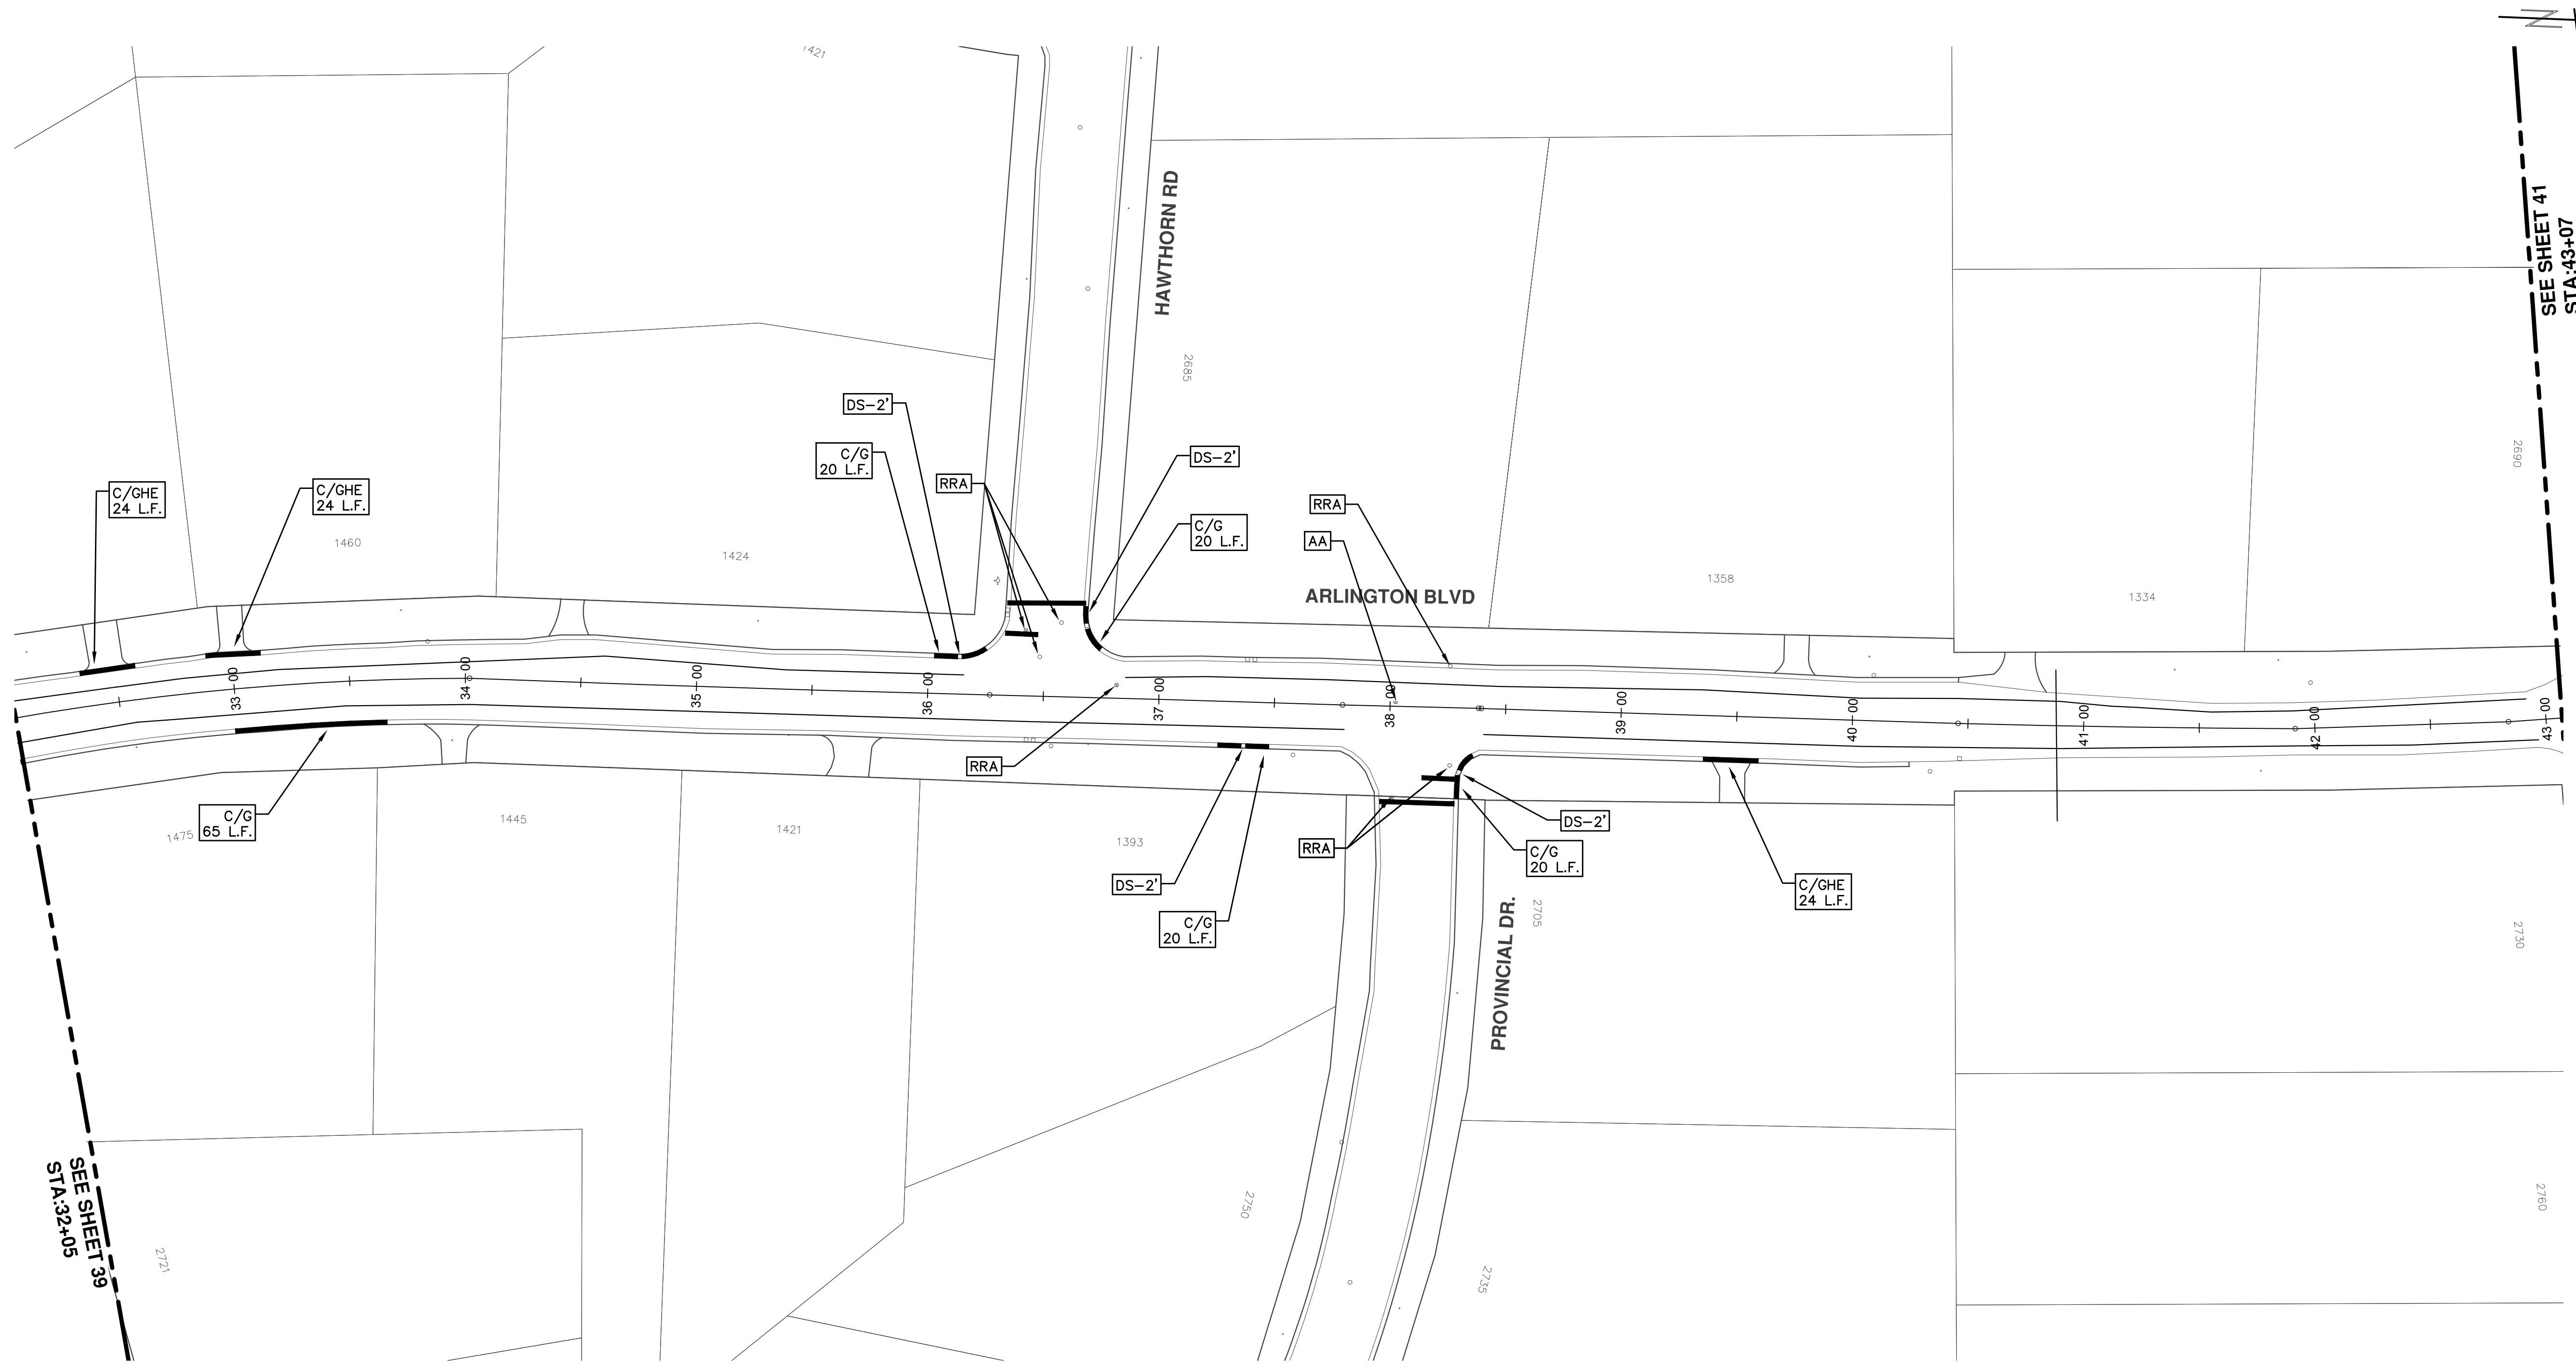 N
1421
HAWTHORN RD
SEE SHEET 41
STA:43+07
2685
DS-2'
C/G
20 L.F.
RRA
DS-2'
2690
C/GHE
24 L.F.
C/GHE
24 L.F.
C/G
20 L.F.
RRA
AA
1460
1424
1358
ARLINGTON BLVD
1334
33+00
34+00
35+00
36+00
37+00
38+00
39+00
40+00
41+00
42+00
43+00
RRA
C/G
65 L.F.
1475
1445
1421
1393
RRA
DS-2'
C/G
20 L.F.
DS-2'
C/G
20 L.F.
C/GHE
24 L.F.
PROVINCIAL DR.
2705
2730
SEE SHEET 39
STA:32+05
2721
2750
2735
2760